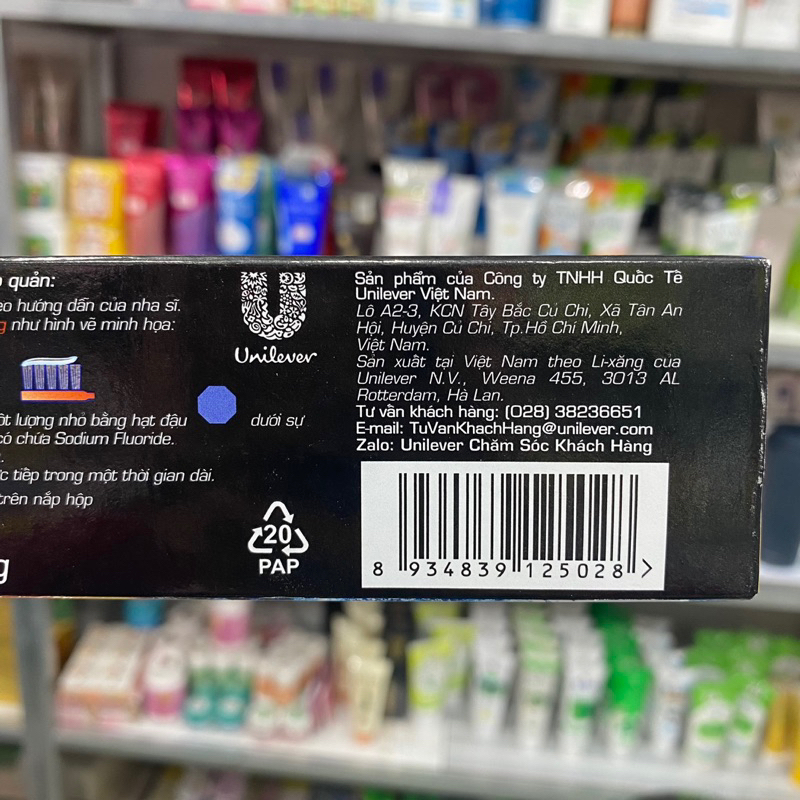 quản:
hướng dẫn của nha sĩ.
như hình vẽ minh họa:
lượng nhỏ bằng hạt đậu
dưới sự
có chứa Sodium Fluoride.
tiếp trong một thời gian dài.
trên nắp hộp
g
Unilever
20
PAP
Sản phẩm của Công ty TNHH Quốc Tế
Unilever Việt Nam.
Lô A2-3, KCN Tây Bắc Củ Chi, Xã Tân An
Hội, Huyện Củ Chi, Tp.Hồ Chí Minh,
Việt Nam.
Sản xuất tại Việt Nam theo Li-xăng của
Unilever N.V., Weena 455, 3013 AL
Rotterdam, Hà Lan.
Tư vấn khách hàng: (028) 38236651
E-mail: TuVanKhachHang@unilever.com
Zalo: Unilever Chăm Sóc Khách Hàng
8 934839 125028 >